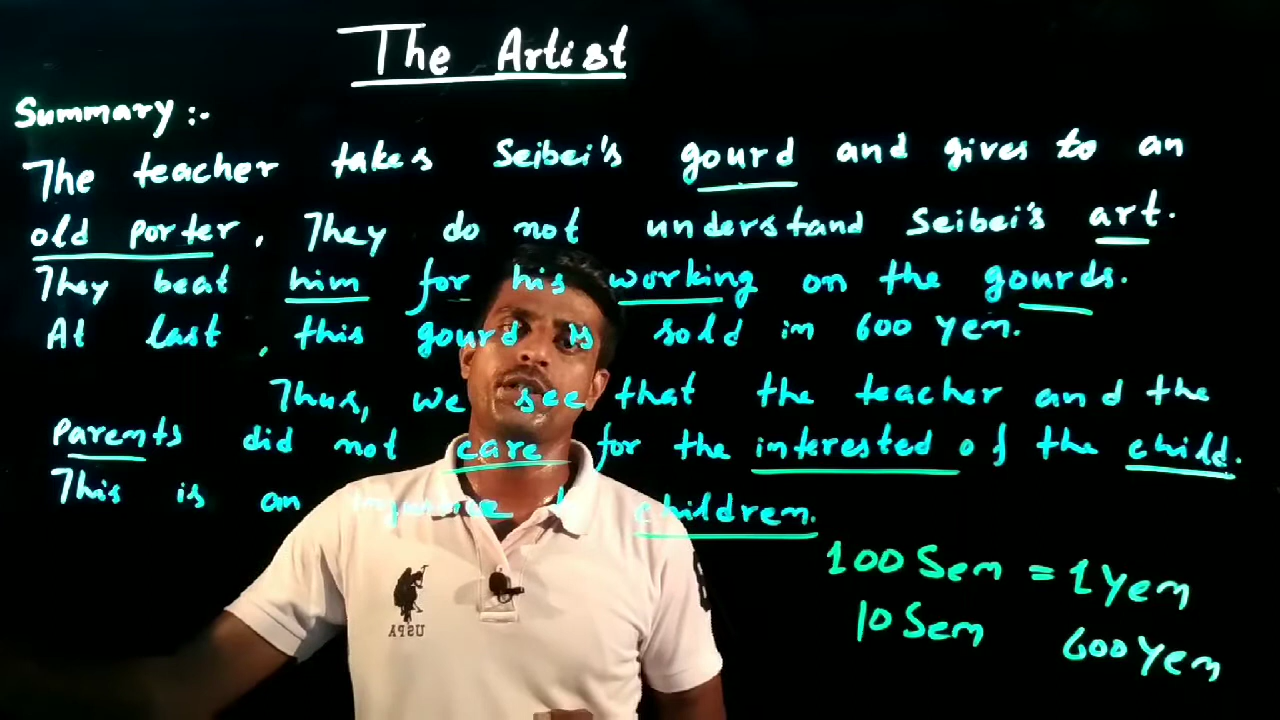 The Artist
Summary :-
The teacher takes Seibei's gourd and gives to an
old porter. They do not understand Seibei's art.
They beat him for his working on the gourds.
At last, this gourd is sold in 600 Yen.
Thus, we see that the teacher and the
Parents did not care for the interested of the child.
This is an injustice to children.
100 Sen = 1 Yen
10 Sen 600 Yen
USPA